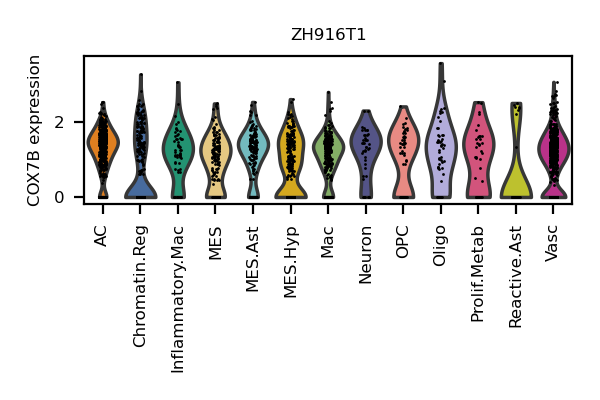 ZH916T1
COX7B expression
2
0
AC
Chromatin.Reg
Inflammatory.Mac
MES
MES.Ast
MES.Hyp
Mac
Neuron
OPC
Oligo
Prolif.Metab
Reactive.Ast
Vasc